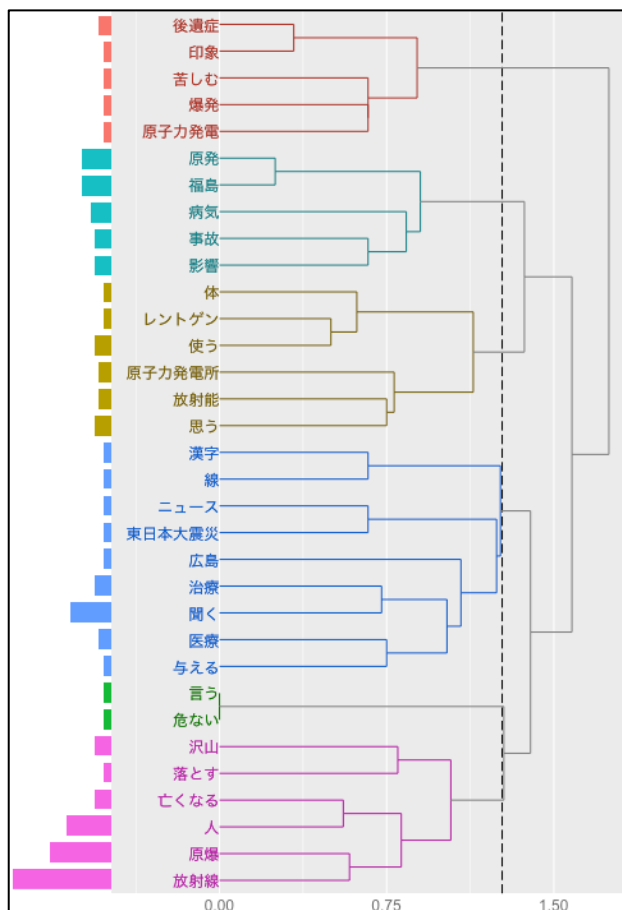 後遺症
印象
苦しむ
爆発
原子力発電
原発
福島
病気
事故
影響
体
レントゲン
使う
原子力発電所
放射能
思う
漢字
線
ニュース
東日本大震災
広島
治療
聞く
医療
与える
言う
危ない
沢山
落とす
亡くなる
人
原爆
放射線
0.00 0.75 1.50